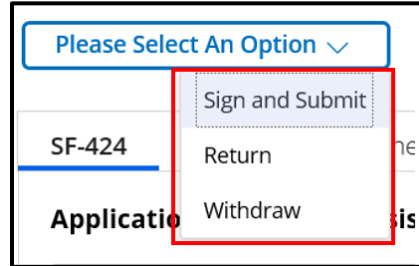 Please Select An Option
Sign and Submit
SF-424
Return
Withdraw